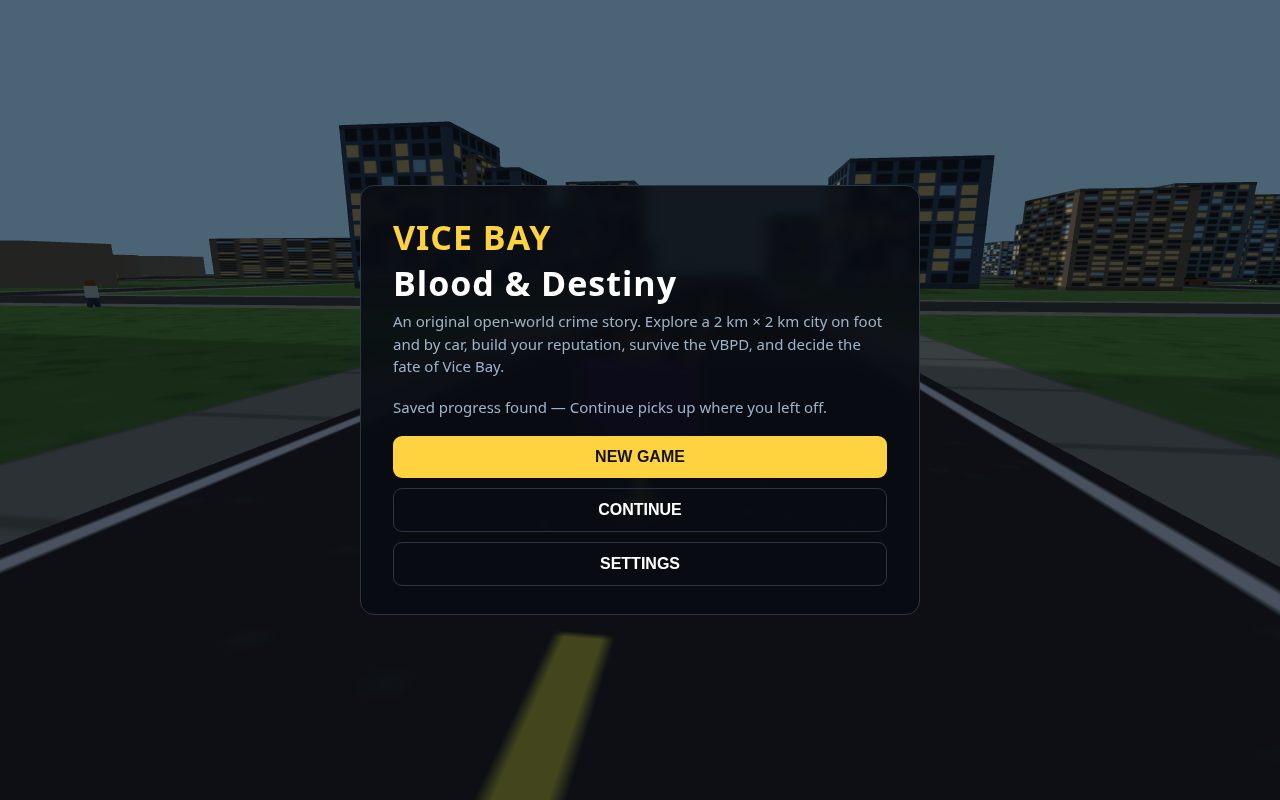 VICE BAY
Blood & Destiny
An original open-world crime story. Explore a 2 km × 2 km city on foot
and by car, build your reputation, survive the VBPD, and decide the
fate of Vice Bay.
Saved progress found — Continue picks up where you left off.
NEW GAME
CONTINUE
SETTINGS